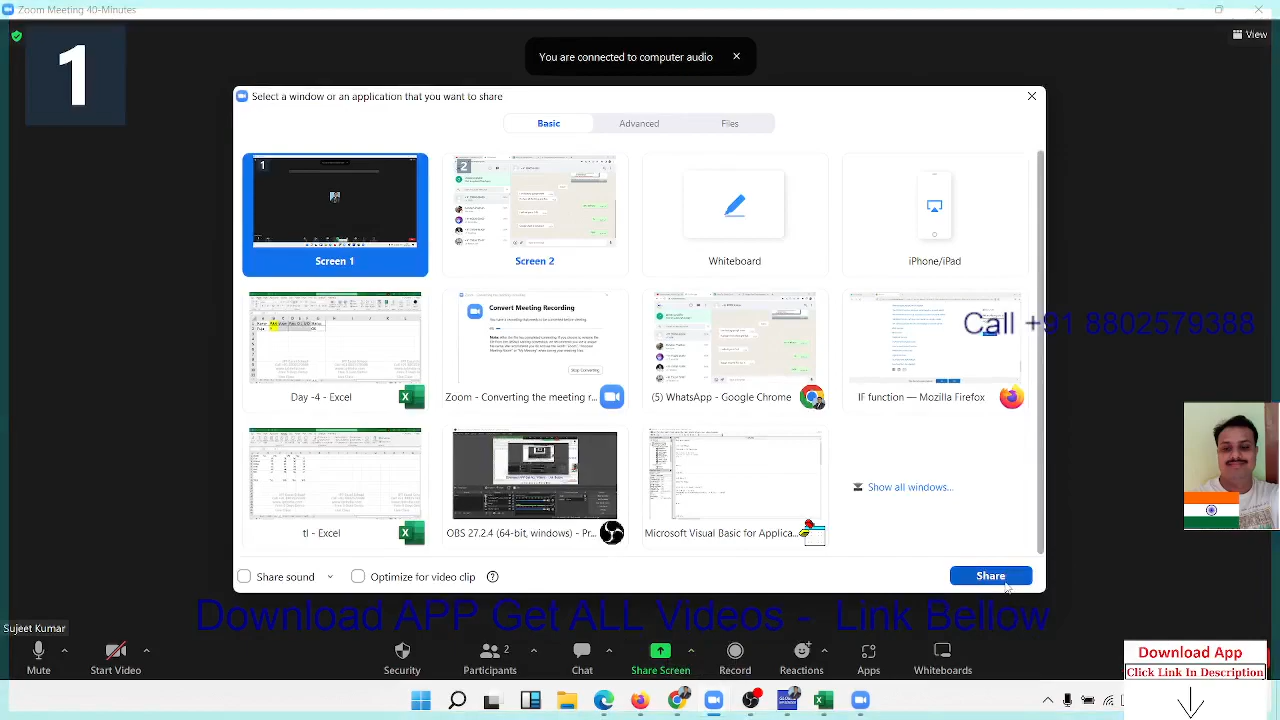 Zoom Meeting 40-Minutes
View
1
You are connected to computer audio
Select a window or an application that you want to share
Basic
Advanced
Files
1
2
Screen 1
Screen 2
Whiteboard
iPhone/iPad
Convert Meeting Recording
Stop Converting
Call +91 8802579388
Day -4 - Excel
Zoom - Converting the meeting r...
(5) WhatsApp - Google Chrome
IF function — Mozilla Firefox
Show all windows...
tl - Excel
OBS 27.2.4 (64-bit, windows) - Pr...
Microsoft Visual Basic for Applica...
Share sound
Optimize for video clip
Share
Download APP Get ALL Videos - Link Bellow
Sujeet Kumar
Mute
Start Video
Security
Participants
2
Chat
Share Screen
Record
Reactions
Apps
Whiteboards
Download App
Click Link In Description